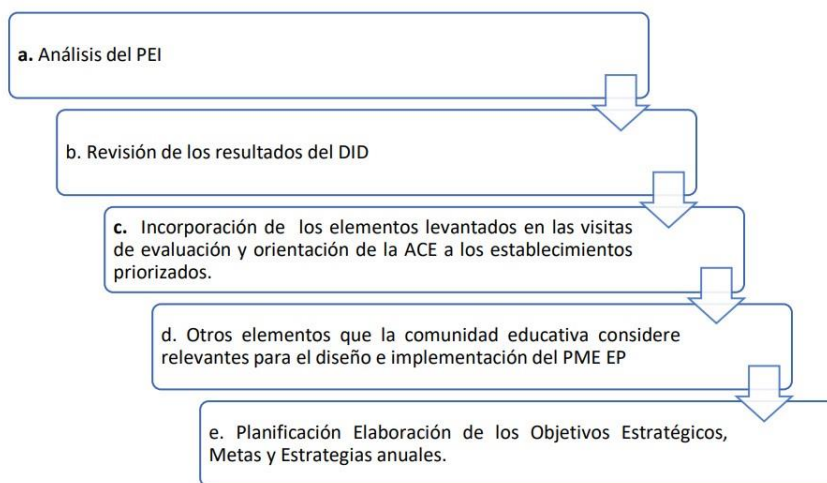 a. Análisis del PEI
b. Revisión de los resultados del DID
c. Incorporación de los elementos levantados en las visitas
de evaluación y orientación de la ACE a los establecimientos
priorizados.
d. Otros elementos que la comunidad educativa considere
relevantes para el diseño e implementación del PME EP
e. Planificación Elaboración de los Objetivos Estratégicos,
Metas y Estrategias anuales.